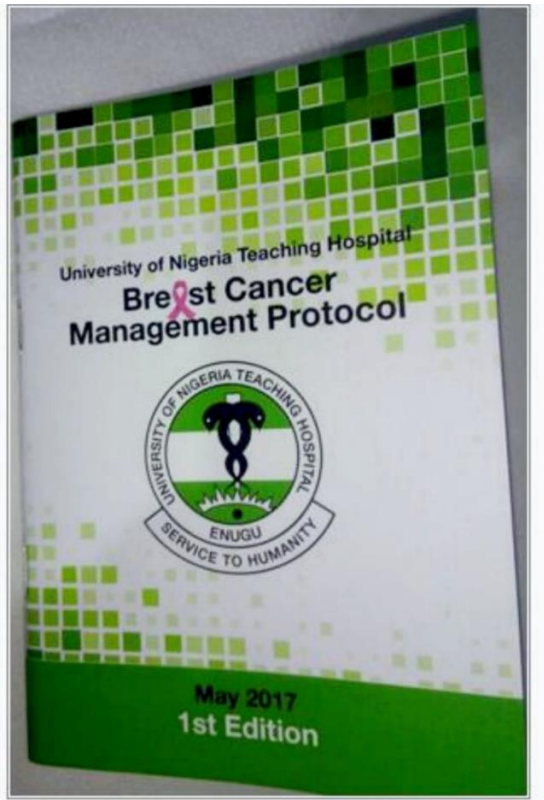 University of Nigeria Teaching Hospital
Breast Cancer
Management Protocol
UNIVERSITY OF NIGERIA TEACHING HOSPITAL
ENUGU
SERVICE TO HUMANITY
May 2017
1st Edition